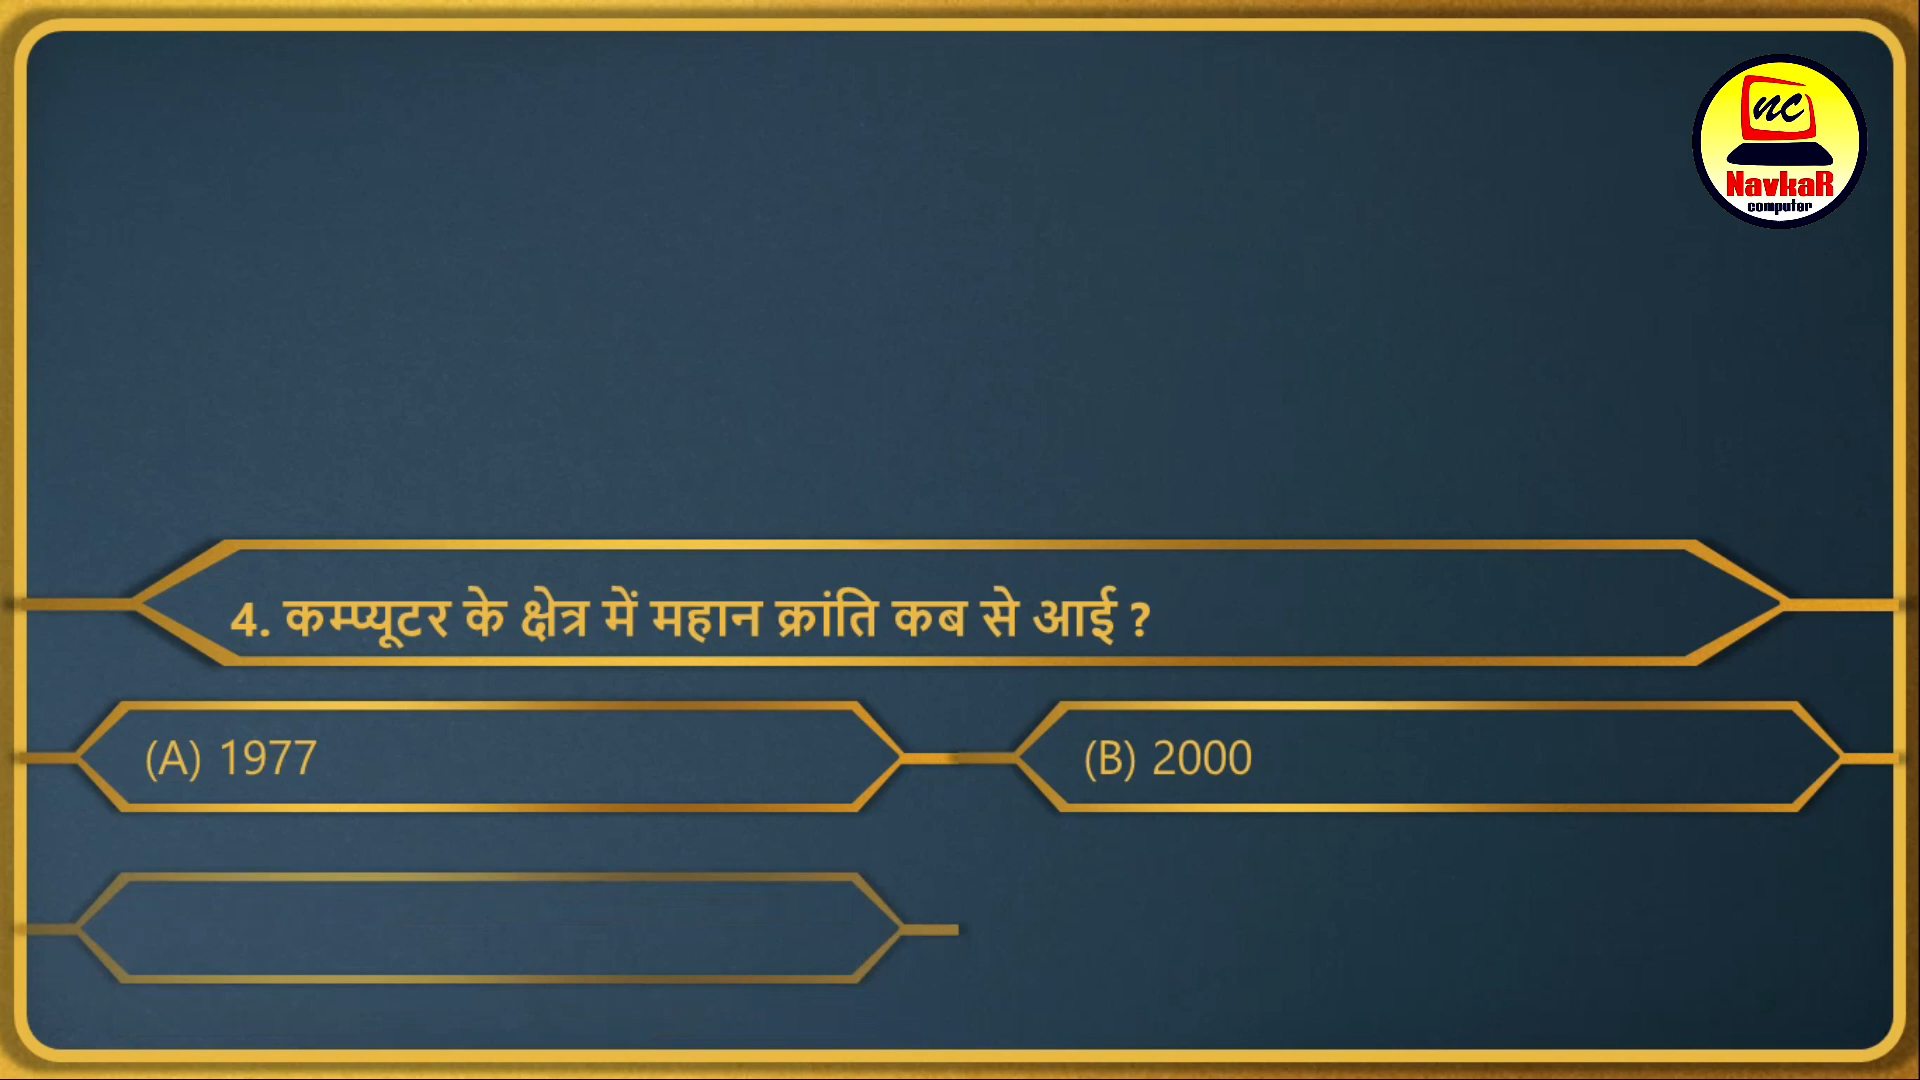 nc
NavkaR
computer
4. कम्प्यूटर के क्षेत्र में महान क्रांति कब से आई ?
(A) 1977
(B) 2000